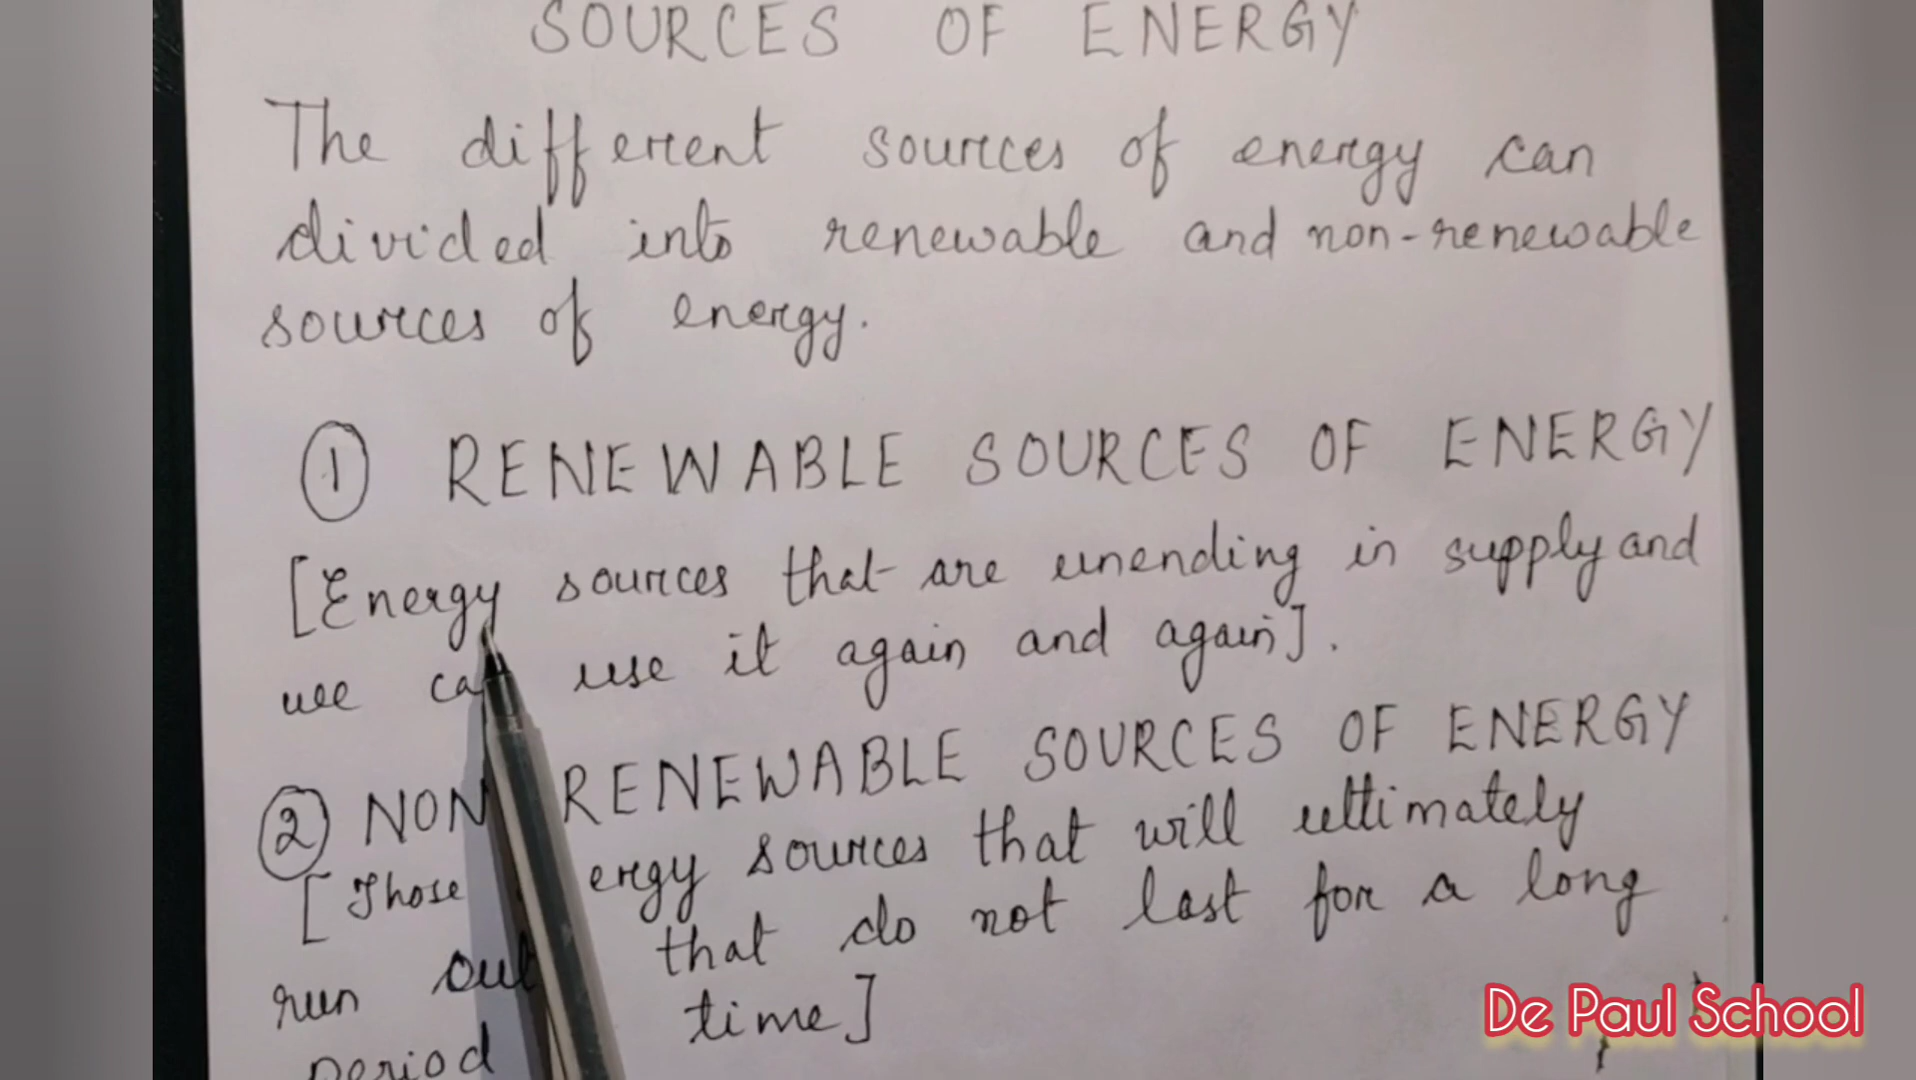 SOURCES OF ENERGY
The different sources of energy can
divided into renewable and non-renewable
sources of energy.
1 RENEWABLE SOURCES OF ENERGY
[Energy sources that are unending in supply and
we ca use it again and again].
2 NON RENEWABLE SOURCES OF ENERGY
[Those ergy sources that will ultimately
run out that do not last for a long
period time]
De Paul School